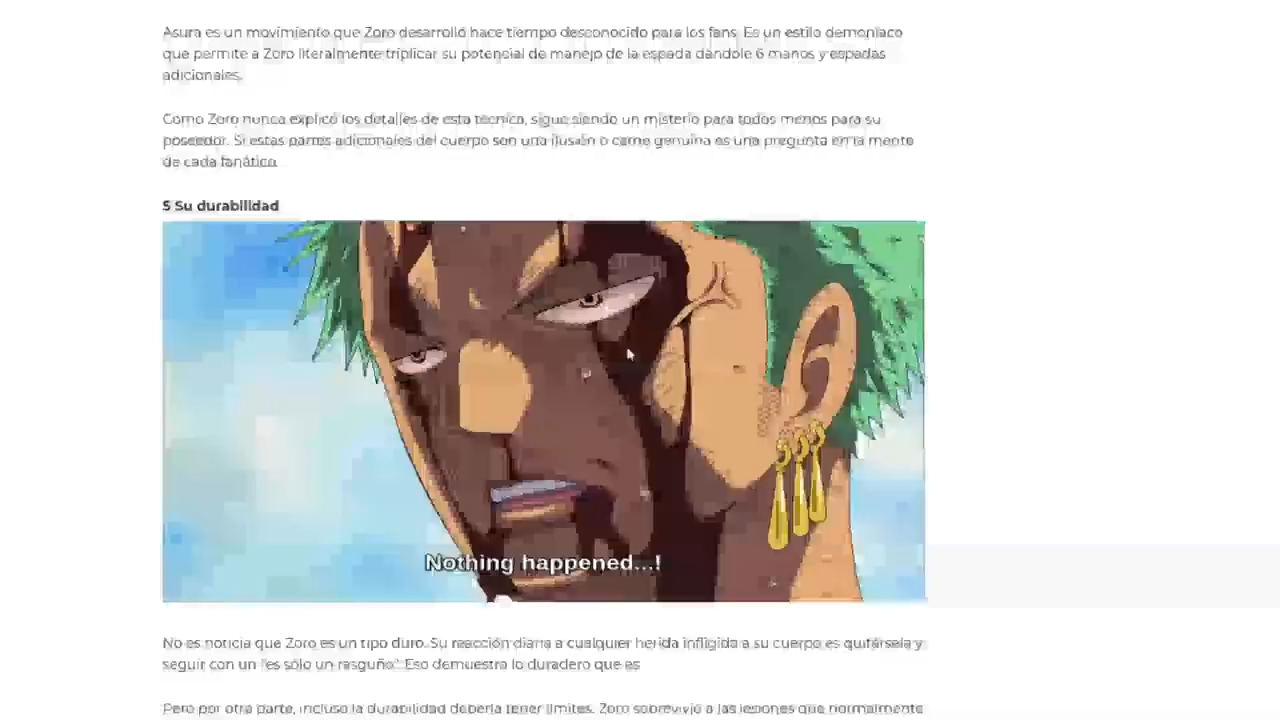 Asura es un movimiento que Zoro desarrolló hace tiempo desconocido para los fans. Es un estilo demoníaco
que permite a Zoro literalmente triplicar su potencial de manejo de la espada dándole 6 manos y espadas
adicionales.
Como Zoro nunca explicó los detalles de esta técnica, sigue siendo un misterio para todos menos para su
poseedor. Si estas partes adicionales del cuerpo son una ilusión o carne genuina es una pregunta en la mente
de cada fanático.
5 Su durabilidad
Nothing happened...!
No es noticia que Zoro es un tipo duro. Su reacción diaria a cualquier herida infligida a su cuerpo es quitársela y
seguir con un "es sólo un rasguño". Eso demuestra lo duradero que es
Pero por otra parte, incluso la durabilidad debería tener límites. Zoro sobrevivió a las lesiones que normalmente